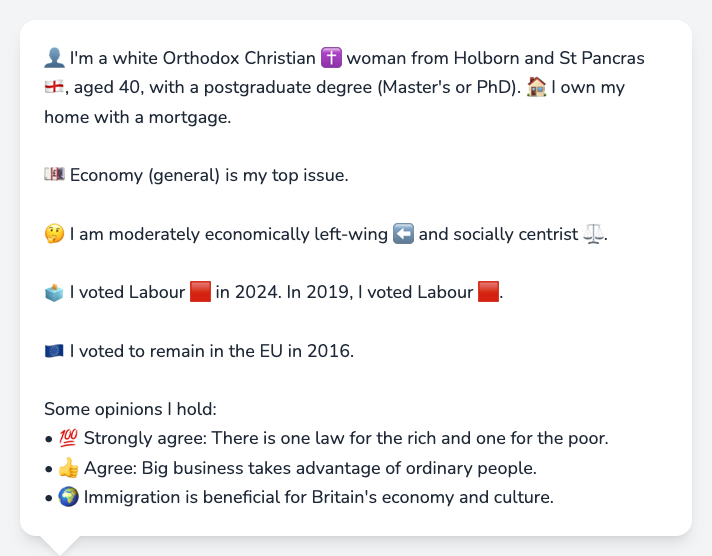 👤 I'm a white Orthodox Christian ✝️ woman from Holborn and St Pancras
🏴󠁧󠁢󠁥󠁮󠁧󠁿, aged 40, with a postgraduate degree (Master's or PhD). 🏠 I own my
home with a mortgage.
💷 Economy (general) is my top issue.
🤔 I am moderately economically left-wing ⬅️ and socially centrist ⚖️.
🗳️ I voted Labour 🟥 in 2024. In 2019, I voted Labour 🟥.
🇪🇺 I voted to remain in the EU in 2016.
Some opinions I hold:
• 💯 Strongly agree: There is one law for the rich and one for the poor.
• 👍 Agree: Big business takes advantage of ordinary people.
• 🌍 Immigration is beneficial for Britain's economy and culture.